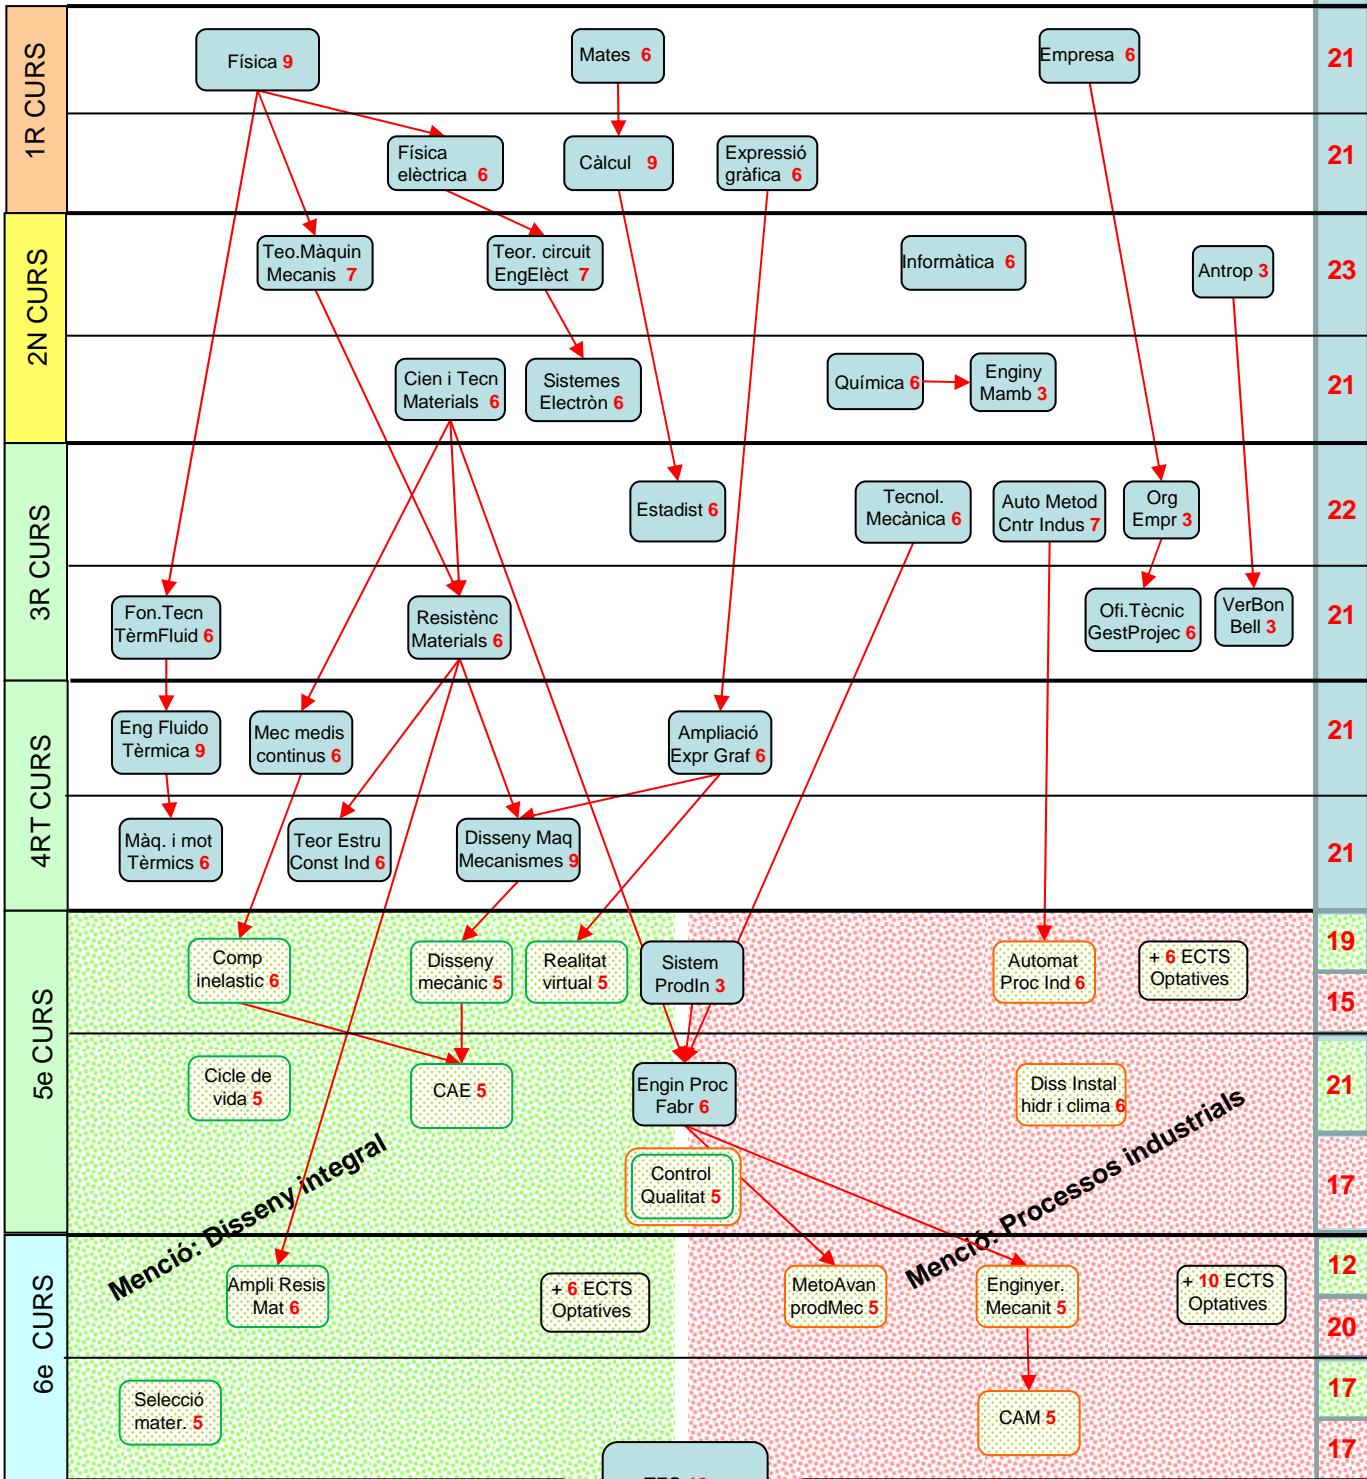 1R CURS
Física 9
Mates 6
Empresa 6
21
Física
elèctrica 6
Càlcul 9
Expressió
gràfica 6
21
2N CURS
Teo.Màquin
Mecanis 7
Teor. circuit
EngElèct 7
Informàtica 6
Antrop 3
23
Cien i Tecn
Materials 6
Sistemes
Electròn 6
Química 6
Enginy
Mamb 3
21
3R CURS
Estadist 6
Tecnol.
Mecànica 6
Auto Metod
Cntr Indus 7
Org
Empr 3
22
Fon.Tecn
TèrmFluid 6
Resistènc
Materials 6
Ofi.Tècnic
GestProjec 6
VerBon
Bell 3
21
4RT CURS
Eng Fluido
Tèrmica 9
Mec medis
continus 6
Ampliació
Expr Graf 6
21
Màq. i mot
Tèrmics 6
Teor Estru
Const Ind 6
Disseny Maq
Mecanismes 9
21
5e CURS
Comp
inelastic 6
Disseny
mecànic 5
Realitat
virtual 5
Sistem
ProdIn 3
Automat
Proc Ind 6
+ 6 ECTS
Optatives
19
15
Cicle de
vida 5
CAE 5
Engin Proc
Fabr 6
Diss Instal
hidr i clima 6
21
Control
Qualitat 5
17
Menció: Disseny integral
Menció: Processos industrials
6e CURS
Ampli Resis
Mat 6
+ 6 ECTS
Optatives
MetoAvan
prodMec 5
Enginyer.
Mecanit 5
+ 10 ECTS
Optatives
12
20
Selecció
mater. 5
CAM 5
17
17